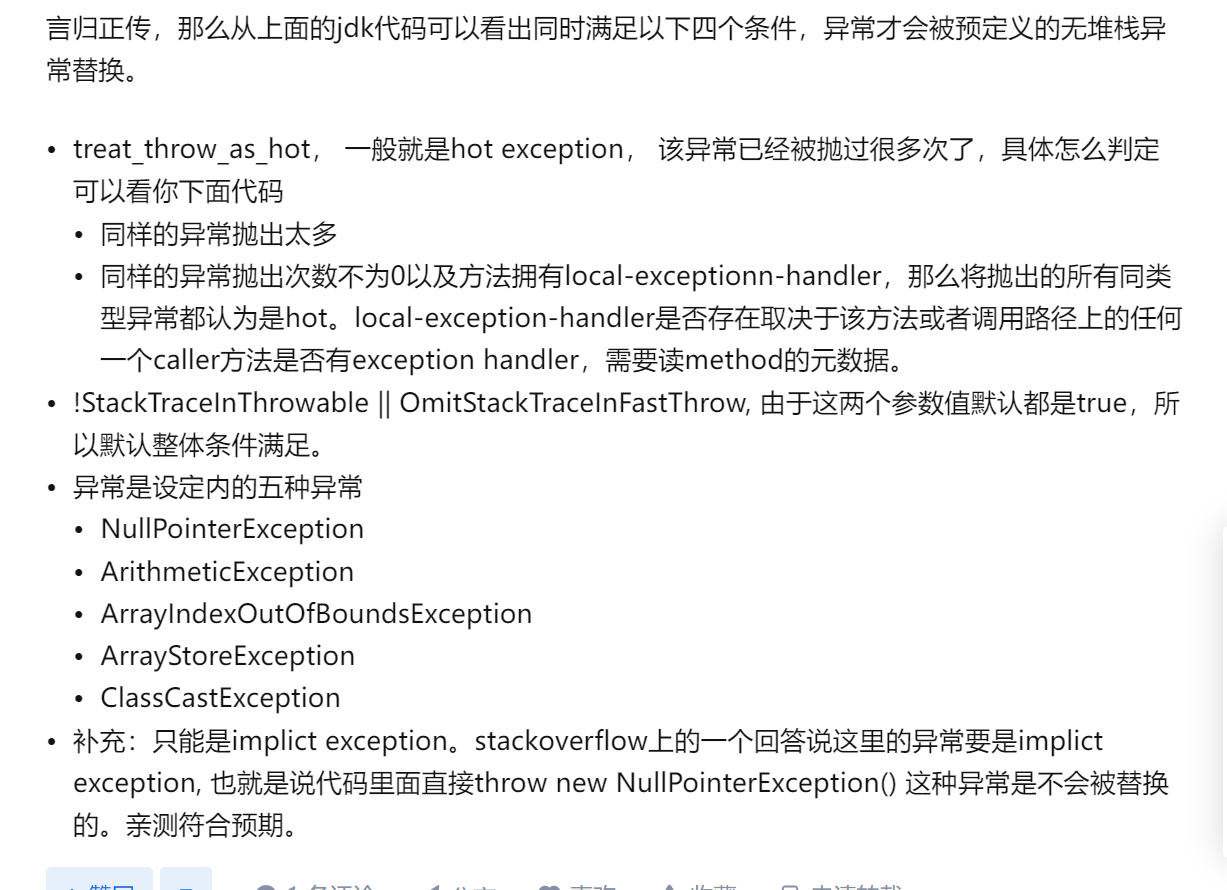 言归正传，那么从上面的jdk代码可以看出同时满足以下四个条件，异常才会被预定义的无堆栈异
常替换。
• treat_throw_as_hot， 一般就是hot exception， 该异常已经被抛过很多次了，具体怎么判定
可以看你下面代码
• 同样的异常抛出太多
• 同样的异常抛出次数不为0以及方法拥有local-exceptionn-handler，那么将抛出的所有同类
型异常都认为是hot。local-exception-handler是否存在取决于该方法或者调用路径上的任何
一个caller方法是否有exception handler，需要读method的元数据。
• !StackTraceInThrowable || OmitStackTraceInFastThrow, 由于这两个参数值默认都是true，所
以默认整体条件满足。
• 异常是设定内的五种异常
• NullPointerException
• ArithmeticException
• ArrayIndexOutOfBoundsException
• ArrayStoreException
• ClassCastException
• 补充：只能是implict exception。stackoverflow上的一个回答说这里的异常要是implict
exception, 也就是说代码里面直接throw new NullPointerException() 这种异常是不会被替换
的。亲测符合预期。